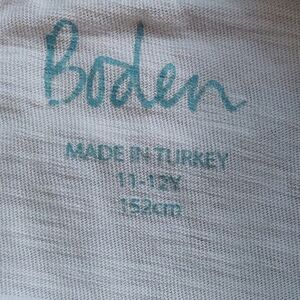 Boden
MADE IN TURKEY
11-12Y
152cm